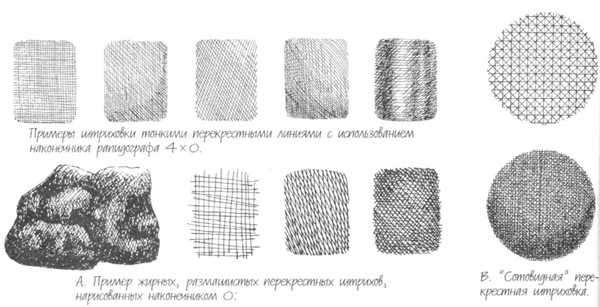 Примеры штриховки тонкими перекрестными линиями с использованием
наконечника рапидографа 4×0.
А. Пример жирных, размашистых перекрестных штрихов,
нарисованных наконечником 0:
В. "Сотовидная" пере-
крестная штриховка.